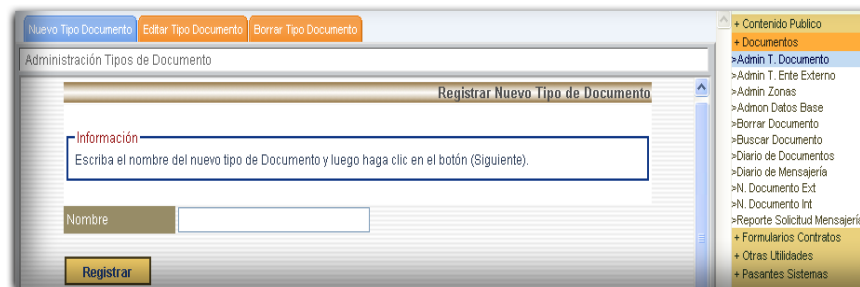 Nuevo Tipo Documento Editar Tipo Documento Borrar Tipo Documento
Administración Tipos de Documento
Registrar Nuevo Tipo de Documento
Información
Escriba el nombre del nuevo tipo de Documento y luego haga clic en el botón (Siguiente).
Nombre
Registrar
+ Contenido Publico
+ Documentos
>Admin T. Documento
>Admin T. Ente Externo
>Admin Zonas
>Admon Datos Base
>Borrar Documento
>Buscar Documento
>Diario de Documentos
>Diario de Mensajería
>N. Documento Ext
>N. Documento Int
>Reporte Solicitud Mensajería
+ Formularios Contratos
+ Otras Utilidades
+ Pasantes Sistemas